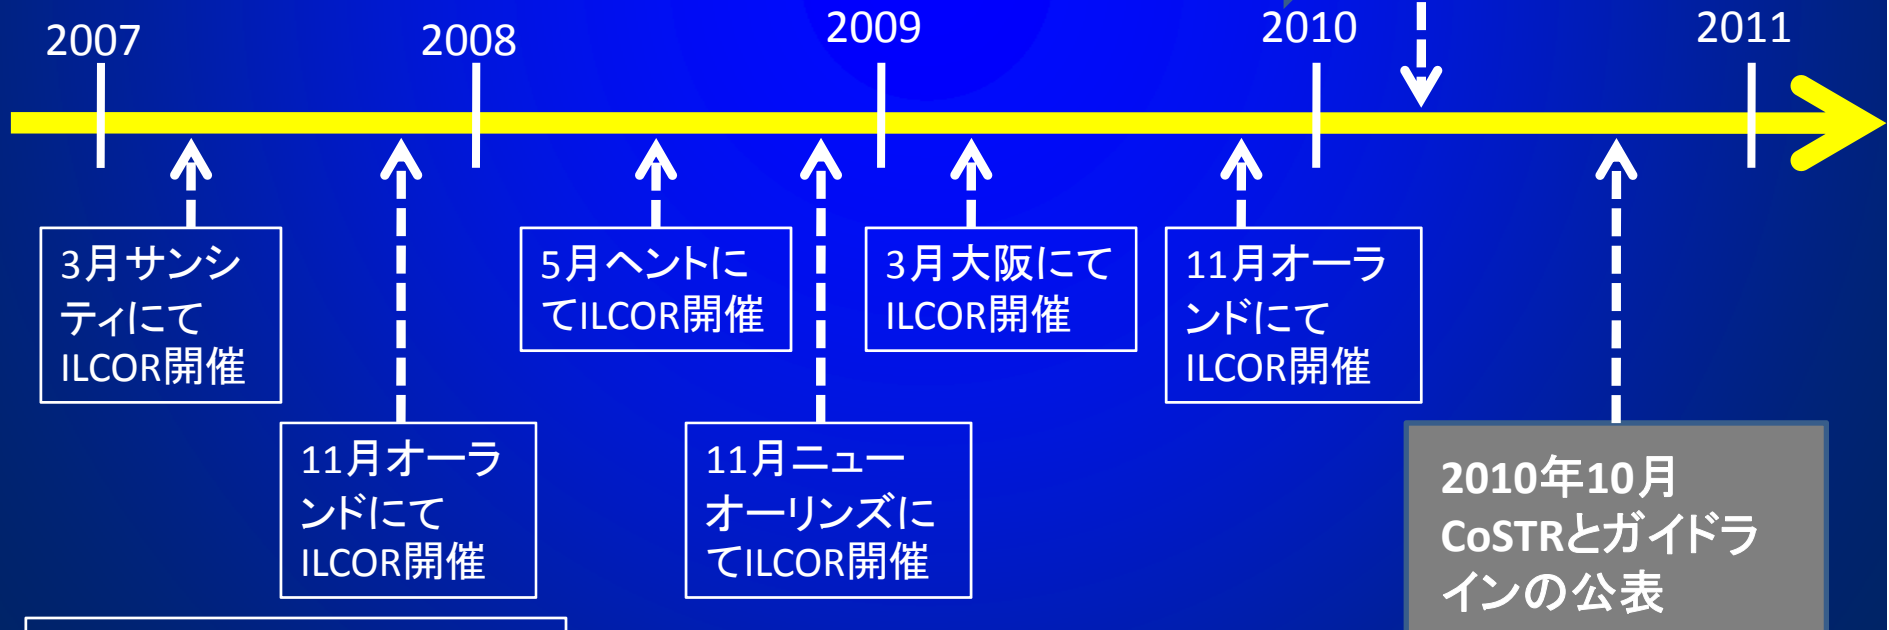 2007
2008
2009
2010
2011
3月サンシ
ティにて
ILCOR開催
11月オーラ
ンドにて
ILCOR開催
5月ヘントに
てILCOR開催
11月ニュー
オーリンズに
てILCOR開催
3月大阪にて
ILCOR開催
11月オーラ
ンドにて
ILCOR開催
2010年10月
CoSTRとガイドラ
インの公表